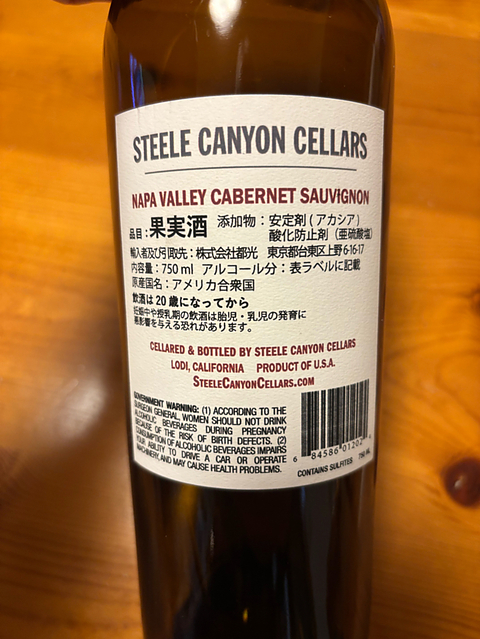 STEELE CANYON CELLARS
NAPA VALLEY CABERNET SAUVIGNON
品目：果実酒 添加物：安定剤(アカシア)
酸化防止剤（亜硫酸塩）
輸入者及び引取先：株式会社都光 東京都台東区上野6-16-17
内容量：750ml アルコール分：表ラベルに記載
原産国名：アメリカ合衆国
飲酒は20歳になってから
妊娠中や授乳期の飲酒は胎児・乳児の発育に
悪影響を与える恐れがあります。
CELLARED & BOTTLED BY STEELE CANYON CELLARS
LODI, CALIFORNIA PRODUCT OF U.S.A.
STEELECANYONCELLARS.COM
GOVERNMENT WARNING: (1) ACCORDING TO THE
SURGEON GENERAL, WOMEN SHOULD NOT DRINK
ALCOHOLIC BEVERAGES DURING PREGNANCY
BECAUSE OF THE RISK OF BIRTH DEFECTS. (2)
CONSUMPTION OF ALCOHOLIC BEVERAGES IMPAIRS
YOUR ABILITY TO DRIVE A CAR OR OPERATE
MACHINERY, AND MAY CAUSE HEALTH PROBLEMS.
6 84586 01202
750 ML
CONTAINS SULFITES